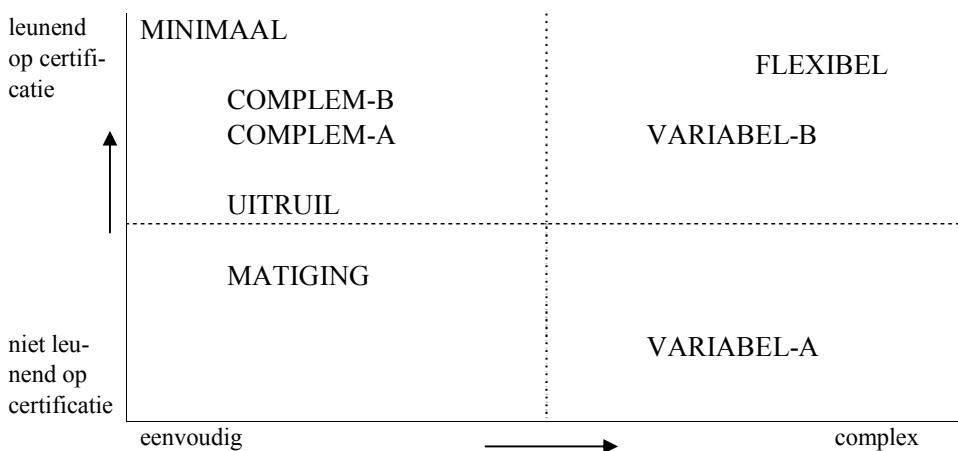 leunend
op certifi-
catie
MINIMAAL
FLEXIBEL
COMPLEM-B
COMPLEM-A
VARIABEL-B
UITRUIL
MATIGING
niet leu-
nend op
certificatie
VARIABEL-A
eenvoudig
complex